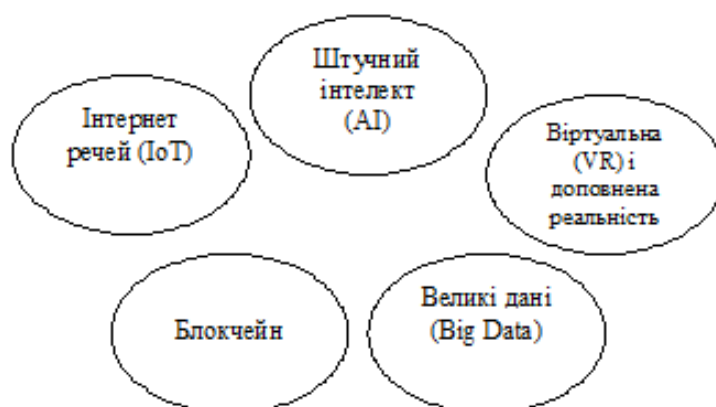 Штучний
інтелект
(AI)
Інтернет
речей (IoT)
Віртуальна
(VR) і
доповнена
реальність
Блокчейн
Великі дані
(Big Data)